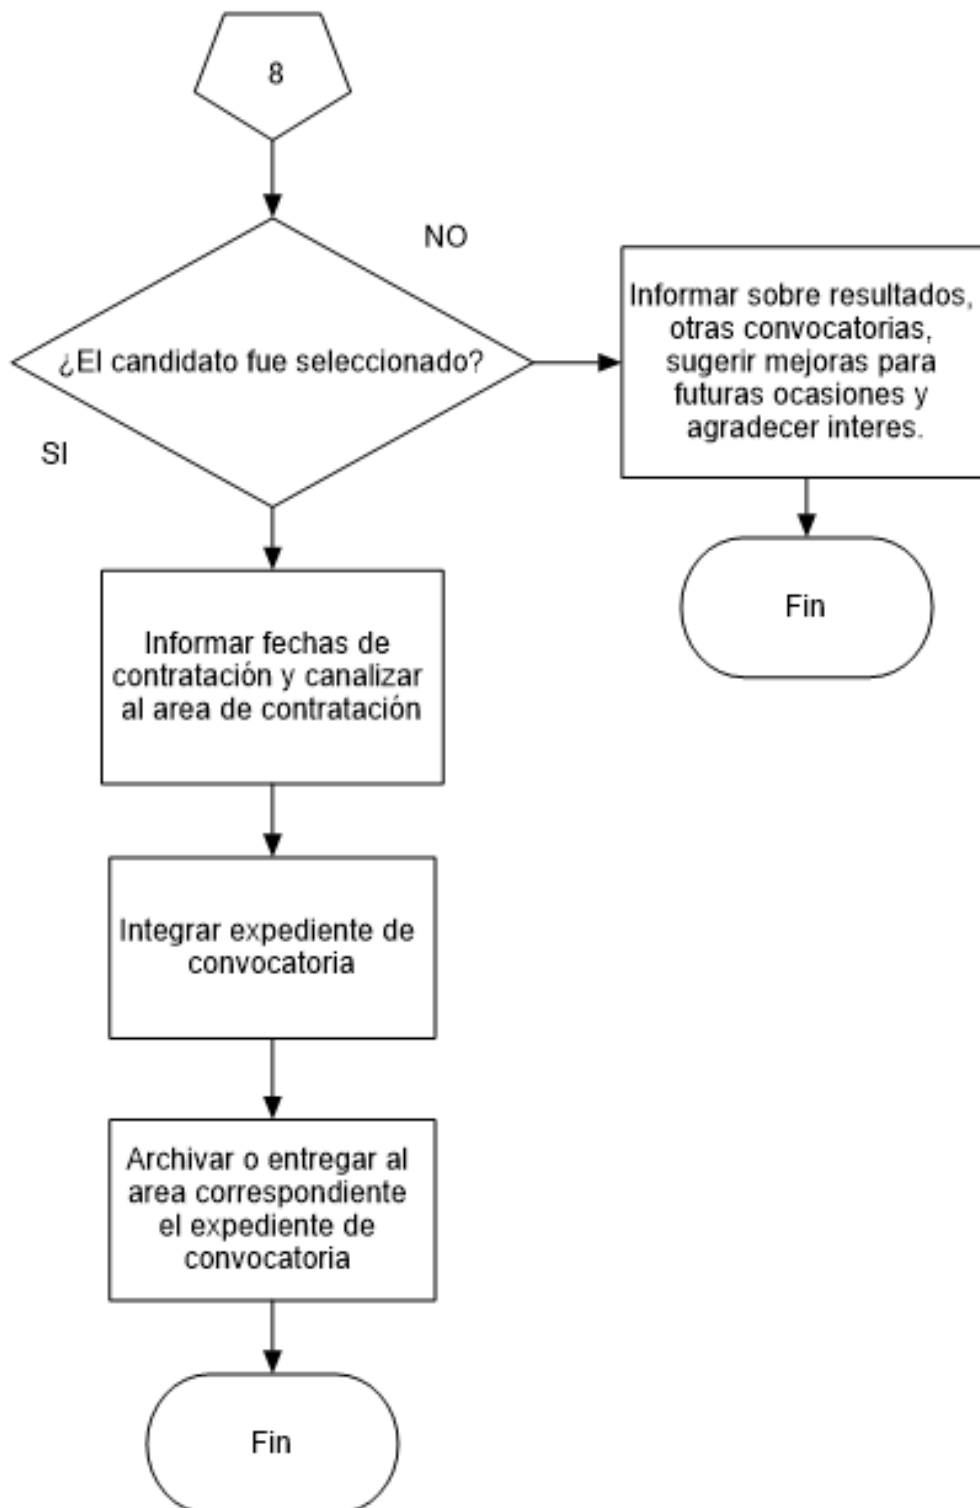 8
NO
¿El candidato fue seleccionado?
SI
Informar sobre resultados,
otras convocatorias,
sugerir mejoras para
futuras ocasiones y
agradecer interes.
Fin
Informar fechas de
contratación y canalizar
al area de contratación
Integrar expediente de
convocatoria
Archivar o entregar al
area correspondiente
el expediente de
convocatoria
Fin